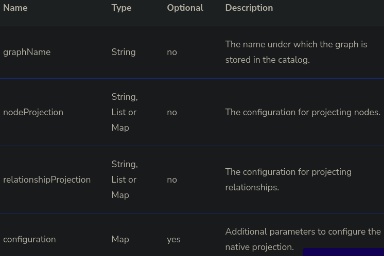 Name Type Optional Description
graphName String no The name under which the graph is
stored in the catalog.
nodeProjection String,
List or
Map no The configuration for projecting nodes.
relationshipProjection String,
List or
Map no The configuration for projecting
relationships.
configuration Map yes Additional parameters to configure the
native projection.